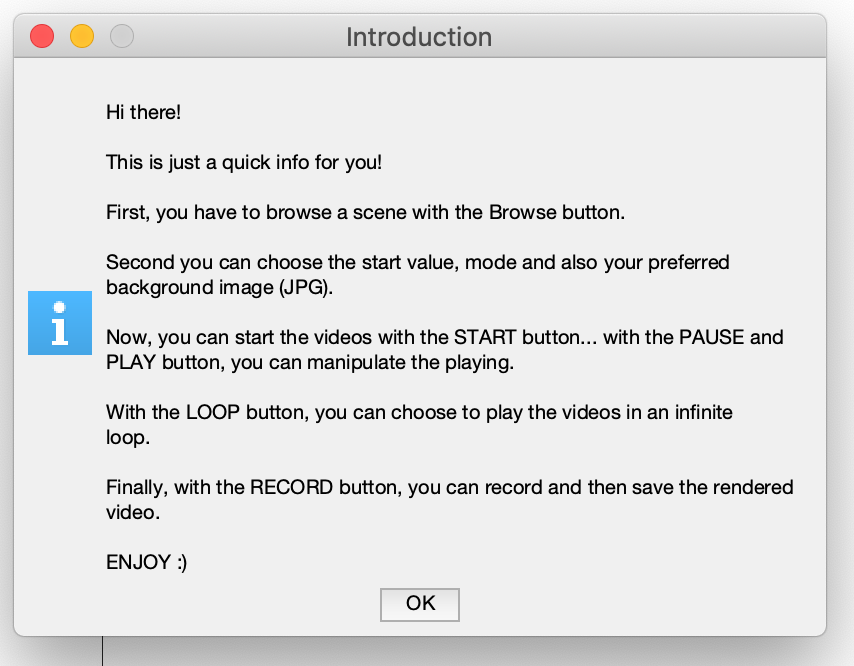 Introduction
Hi there!
This is just a quick info for you!
First, you have to browse a scene with the Browse button.
Second you can choose the start value, mode and also your preferred
background image (JPG).
Now, you can start the videos with the START button... with the PAUSE and
PLAY button, you can manipulate the playing.
With the LOOP button, you can choose to play the videos in an infinite
loop.
Finally, with the RECORD button, you can record and then save the rendered
video.
ENJOY :)
OK